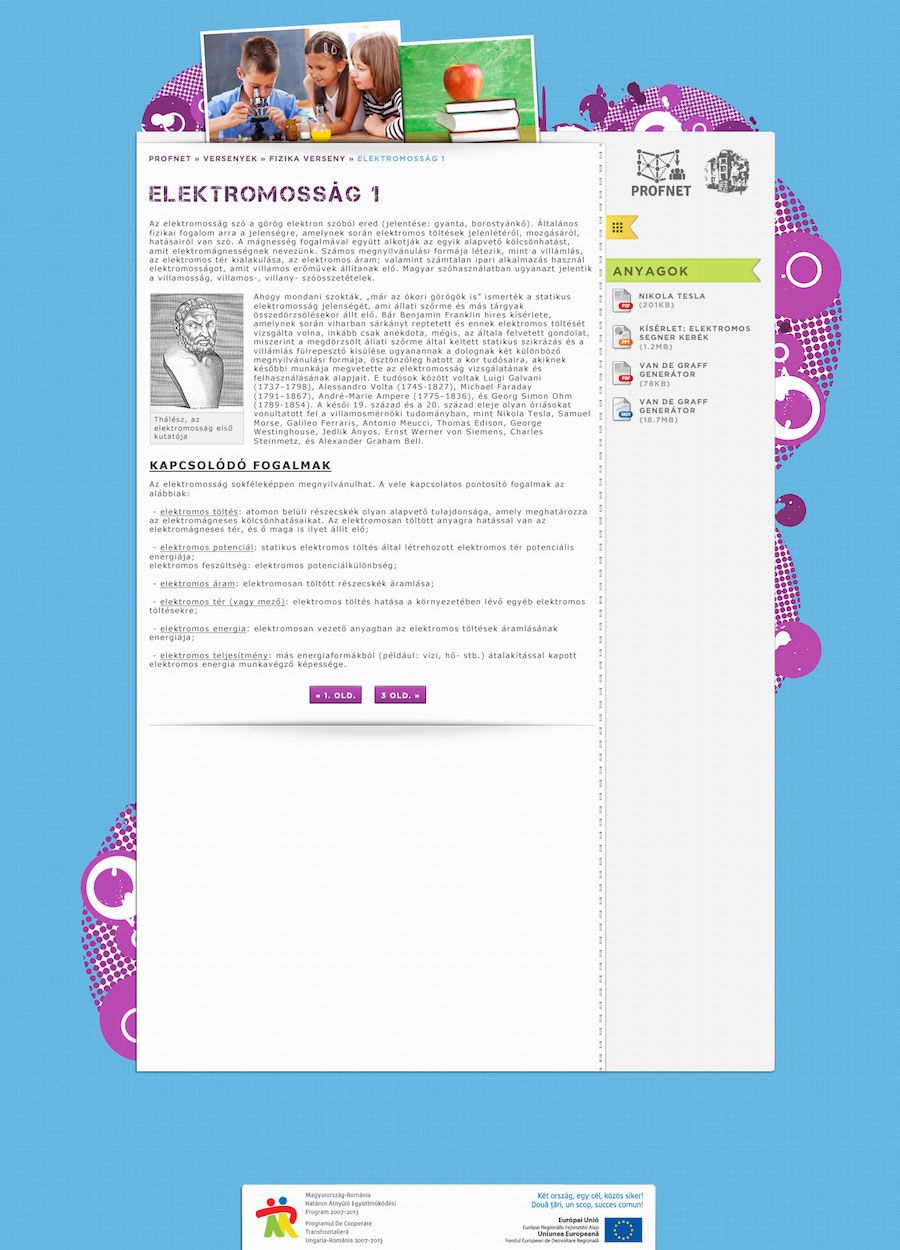 PROFNET » VERSENYEK » FIZIKA VERSENY » ELEKTROMOSSÁG 1
ELEKTROMOSSÁG 1
Az elektromosság szó a görög elektron szóból ered (jelentése: gyanta, borostyánkő). Általános
fizikai fogalom arra a jelenségre, amelynek során elektromos töltések jelenlétéről, mozgásáról,
hatásairól van szó. A mágnesség fogalmával együtt alkotják az egyik alapvető kölcsönhatást,
amit elektromágnességnek nevezünk. Számos megnyilvánulási formája létezik, mint a villámlás,
az elektromos tér kialakulása, az elektromos áram; valamint számtalan ipari alkalmazás használ
elektromosságot, amit villamos erőművek állítanak elő. Magyar szóhasználatban ugyanazt jelentik
a villamosság, villamos-, villany- szóösszetételek.
Ahogy mondani szokták, „már az ókori görögök is” ismerték a statikus
elektromosság jelenségét, ami állati szőrme és más tárgyak
összedörzsölésekor állt elő. Bár Benjamin Franklin híres kísérlete,
amelynek során viharban sárkányt reptetett és ennek elektromos töltését
vizsgálta volna, inkább csak anekdota, mégis, az általa felvetett gondolat,
miszerint a megdörzsölt állati szőrme által keltett statikus szikrázás és a
villámlás fülrepesztő kisülése ugyanannak a dolognak két különböző
megnyilvánulási formája, ösztönzőleg hatott a kor tudósaira, akiknek
későbbi munkája megvetette az elektromosság vizsgálatának és
felhasználásának alapjait. E tudósok között voltak Luigi Galvani
(1737–1798), Alessandro Volta (1745-1827), Michael Faraday
(1791–1867), André-Marie Ampere (1775–1836), és Georg Simon Ohm
(1789-1854). A késői 19. század és a 20. század eleje olyan óriásokat
vonultatott fel a villamosmérnöki tudományban, mint Nikola Tesla, Samuel
Morse, Galileo Ferraris, Antonio Meucci, Thomas Edison, George
Westinghouse, Jedlik Ányos, Ernst Werner von Siemens, Charles
Steinmetz, és Alexander Graham Bell.
Thálész, az
elektromosság első
kutatója
KAPCSOLÓDÓ FOGALMAK
Az elektromosság sokféleképpen megnyilvánulhat. A vele kapcsolatos pontosító fogalmak az
alábbiak:
- elektromos töltés: atomon belüli részecskék olyan alapvető tulajdonsága, amely meghatározza
az elektromágneses kölcsönhatásaikat. Az elektromosan töltött anyagra hatással van az
elektromágneses tér, és ő maga is ilyet állít elő;
- elektromos potenciál: statikus elektromos töltés által létrehozott elektromos tér potenciális
energiája;
elektromos feszültség: elektromos potenciálkülönbség;
- elektromos áram: elektromosan töltött részecskék áramlása;
- elektromos tér (vagy mező): elektromos töltés hatása a környezetében lévő egyéb elektromos
töltésekre;
- elektromos energia: elektromosan vezető anyagban az elektromos töltések áramlásának
energiája;
- elektromos teljesítmény: más energiaformákból (például: vízi, hő- stb.) átalakítással kapott
elektromos energia munkavégző képessége.
« 1. OLD.
3 OLD. »
PROFNET
ANYAGOK
PDF
NIKOLA TESLA
(201KB)
PPT
KÍSÉRLET: ELEKTROMOS
SEGNER KERÉK
(1.2MB)
PDF
VAN DE GRAFF
GENERÁTOR
(78KB)
MOV
VAN DE GRAFF
GENERÁTOR
(18.7MB)
Magyarország-Románia
Határon Átnyúló Együttműködési
Program 2007-2013
Programul De Cooperare
Transfrontalieră
Ungaria-România 2007-2013
Két ország, egy cél, közös siker!
Două țări, un scop, succes comun!
Európai Unió
Európai Regionális Fejlesztési Alap
Uniunea Europeană
Fondul European de Dezvoltare Regională